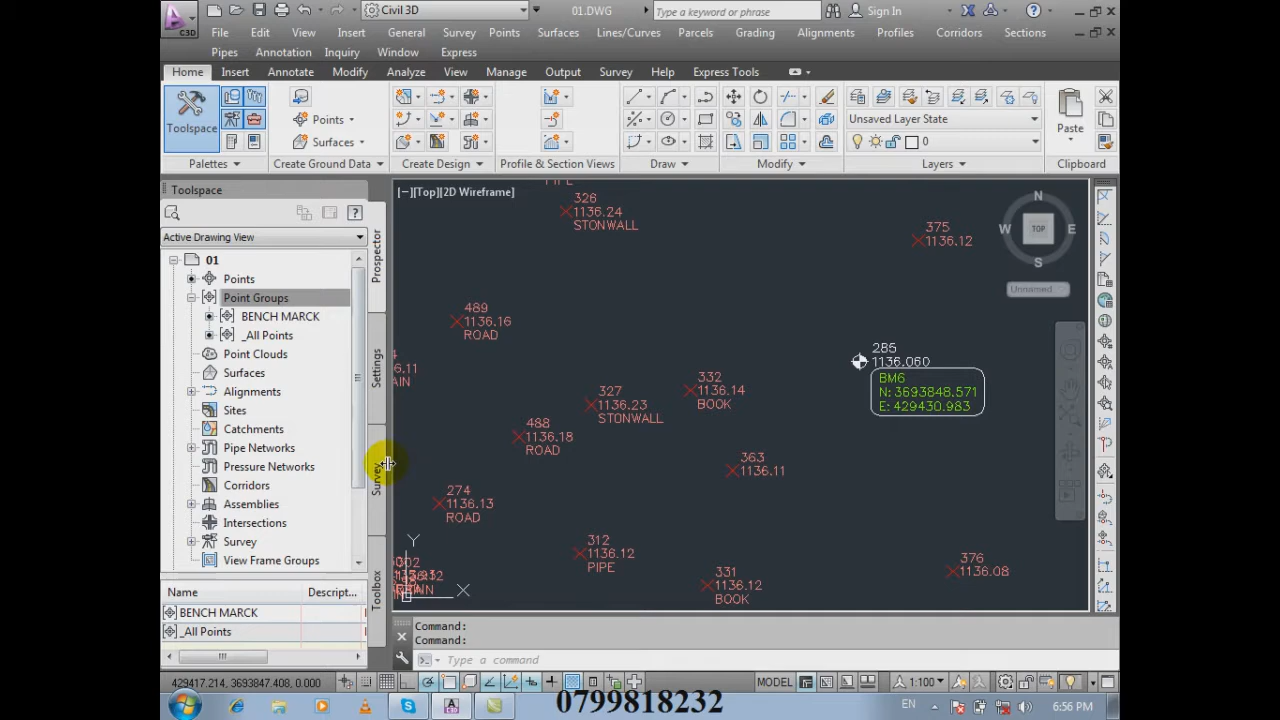 C3D
Civil 3D
01.DWG
Type a keyword or phrase
Sign In
File Edit View Insert General Survey Points Surfaces Lines/Curves Parcels Grading Alignments Profiles Corridors Sections
Pipes Annotation Inquiry Window Express
Home Insert Annotate Modify Analyze View Manage Output Survey Help Express Tools
Toolspace
Points
Surfaces
Unsaved Layer State
0
Paste
Palettes Create Ground Data Create Design Profile & Section Views Draw Modify Layers Clipboard
Toolspace
Active Drawing View
01
Points
Point Groups
BENCH MARCK
_All Points
Point Clouds
Surfaces
Alignments
Sites
Catchments
Pipe Networks
Pressure Networks
Corridors
Assemblies
Intersections
Survey
View Frame Groups
Name Descript...
BENCH MARCK
_All Points
Prospector
Settings
Survey
Toolbox
[−][Top][2D Wireframe]
PIPE
326
1136.24
STONWALL
375
1136.12
489
1136.16
ROAD
285
1136.060
BM6
N: 3693848.571
E: 429430.983
327
1136.23
STONWALL
332
1136.14
BOOK
488
1136.18
ROAD
363
1136.11
274
1136.13
ROAD
312
1136.12
PIPE
331
1136.12
BOOK
376
1136.08
N
W TOP E
S
Unnamed
Y
X
Command:
Command:
Type a command
429417.214, 3693847.408, 0.000
MODEL
1:100
0799818232
EN
6:56 PM